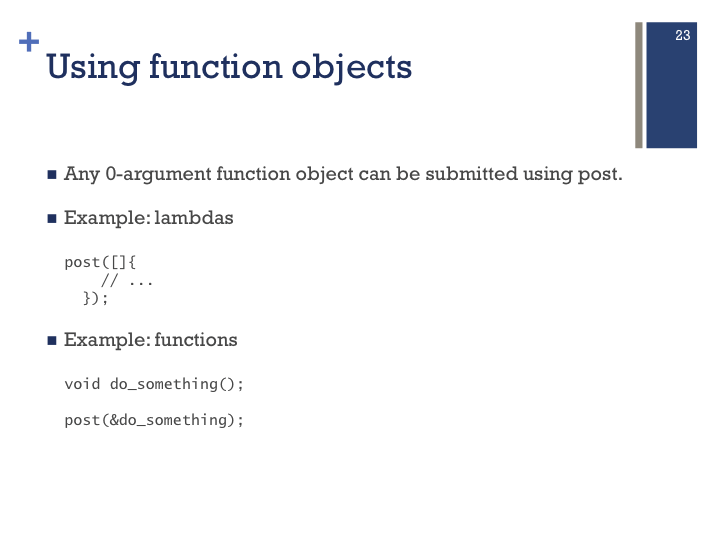 +
23
Using function objects
■ Any 0-argument function object can be submitted using post.
■ Example: lambdas
post([]{
    // ...
  });
■ Example: functions
void do_something();
post(&do_something);